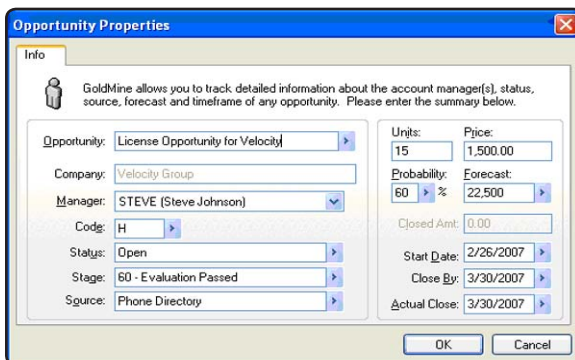 Opportunity Properties
Info
GoldMine allows you to track detailed information about the account manager(s), status,
source, forecast and timeframe of any opportunity. Please enter the summary below.
Opportunity: License Opportunity for Velocity
Company: Velocity Group
Manager: STEVE (Steve Johnson)
Code: H
Status: Open
Stage: 60 - Evaluation Passed
Source: Phone Directory
Units: Price:
15 1,500.00
Probability: Forecast:
60 % 22,500
Closed Amt: 0.00
Start Date: 2/26/2007
Close By: 3/30/2007
Actual Close: 3/30/2007
OK Cancel